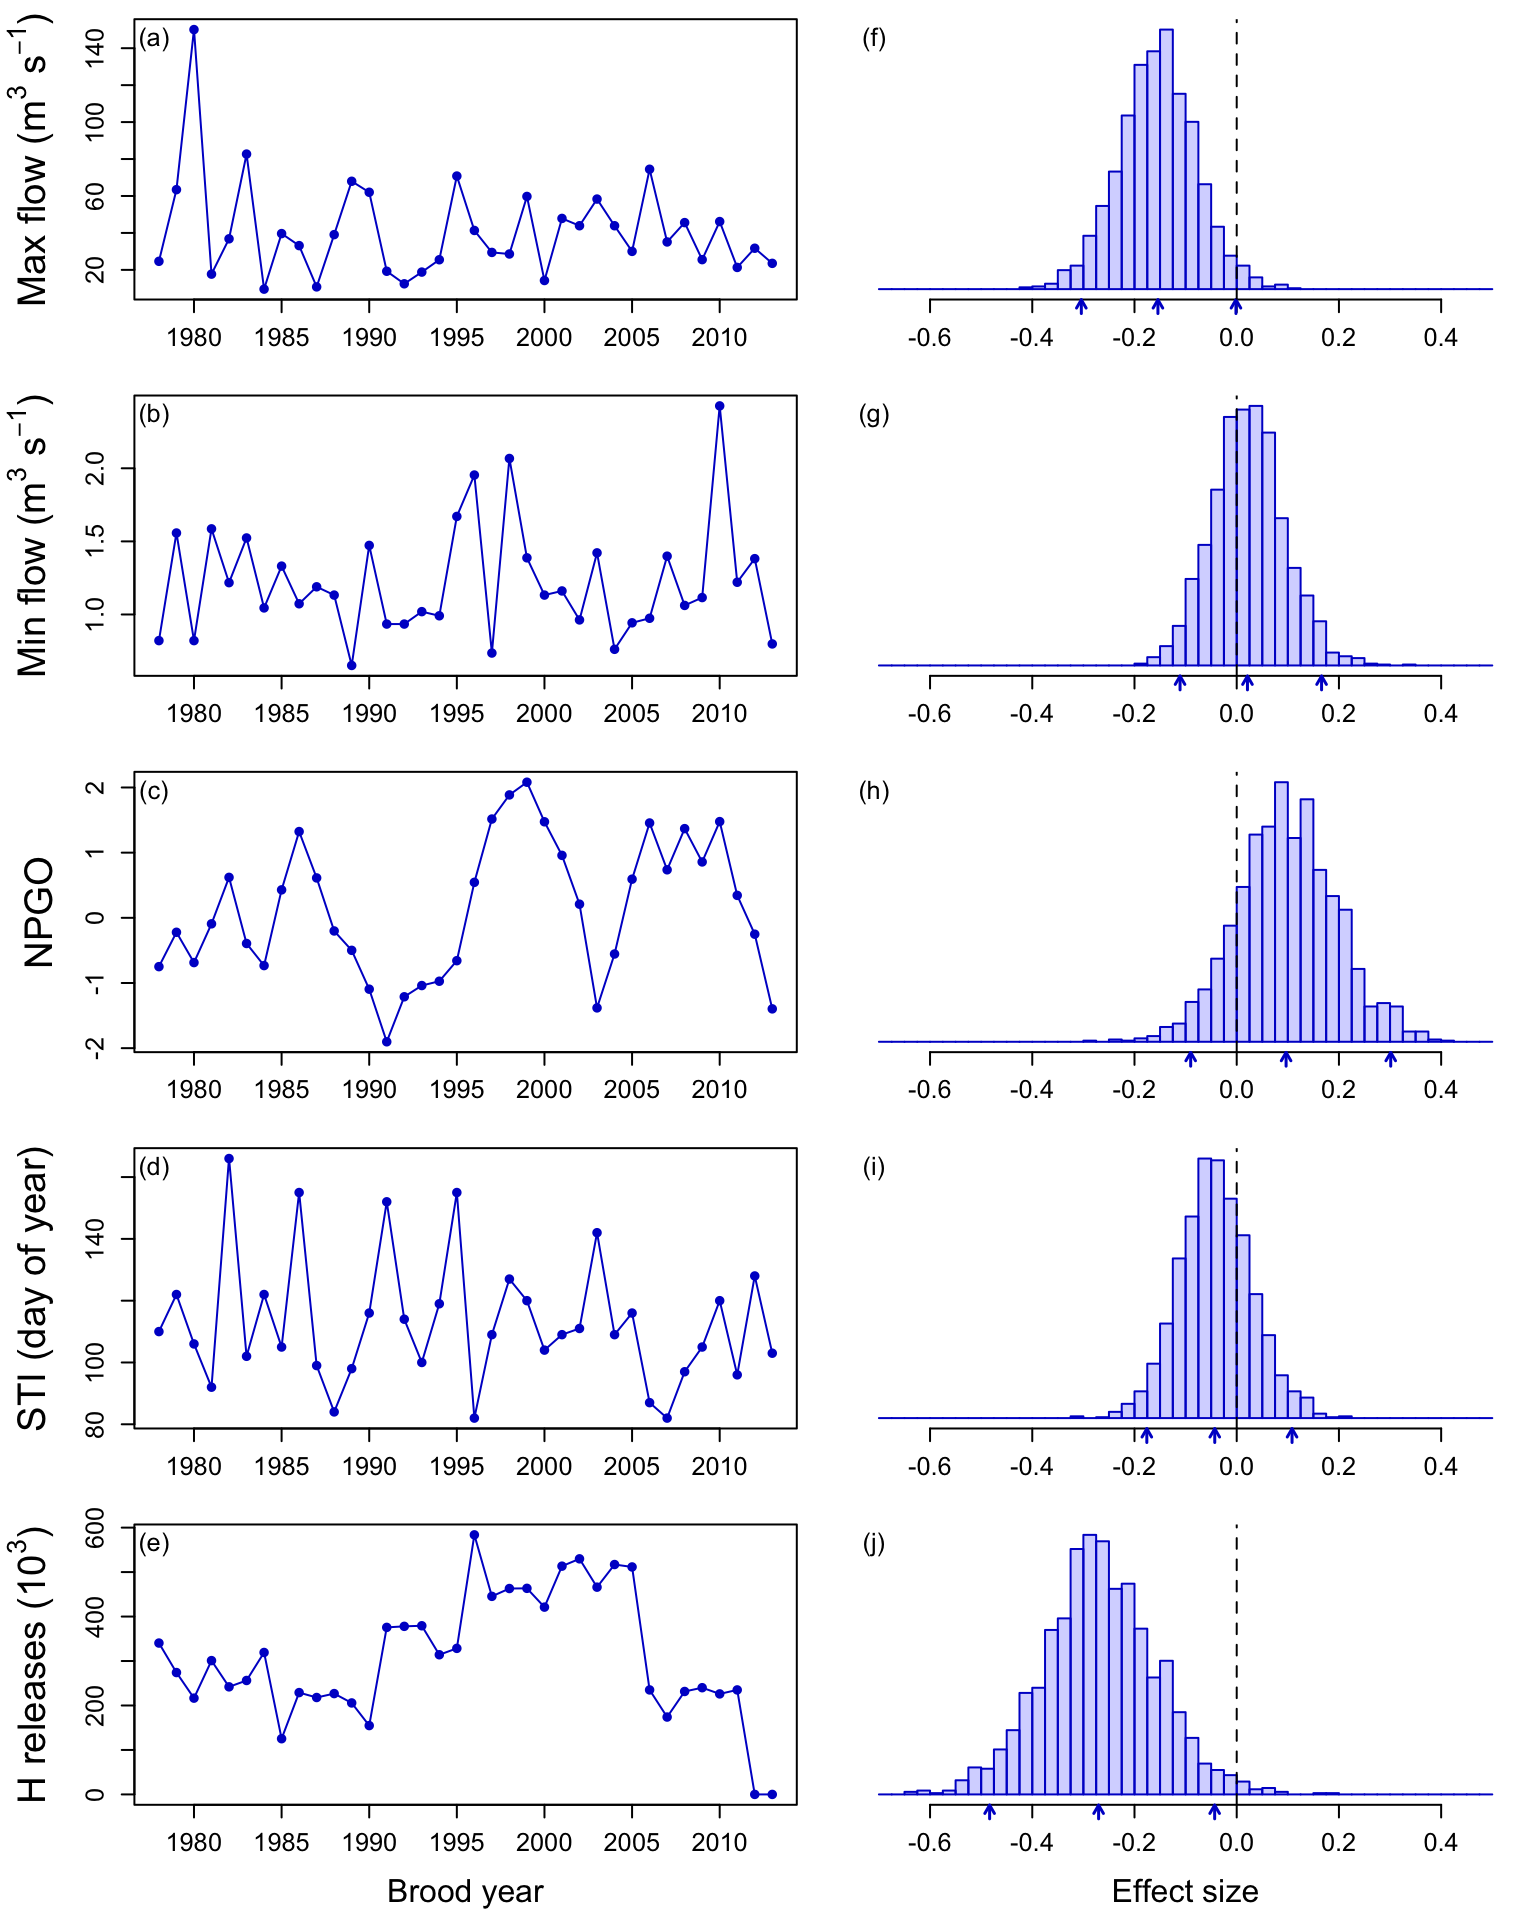 Max flow (m³ s⁻¹)
(a)
140
100
60
20
1980 1985 1990 1995 2000 2005 2010
(f)
-0.6 -0.4 -0.2 0.0 0.2 0.4
Min flow (m³ s⁻¹)
(b)
2.0
1.5
1.0
1980 1985 1990 1995 2000 2005 2010
(g)
-0.6 -0.4 -0.2 0.0 0.2 0.4
NPGO
(c)
2
1
0
-1
-2
1980 1985 1990 1995 2000 2005 2010
(h)
-0.6 -0.4 -0.2 0.0 0.2 0.4
STI (day of year)
(d)
140
100
80
1980 1985 1990 1995 2000 2005 2010
(i)
-0.6 -0.4 -0.2 0.0 0.2 0.4
H releases (10³)
(e)
600
400
200
0
1980 1985 1990 1995 2000 2005 2010
Brood year
(j)
-0.6 -0.4 -0.2 0.0 0.2 0.4
Effect size